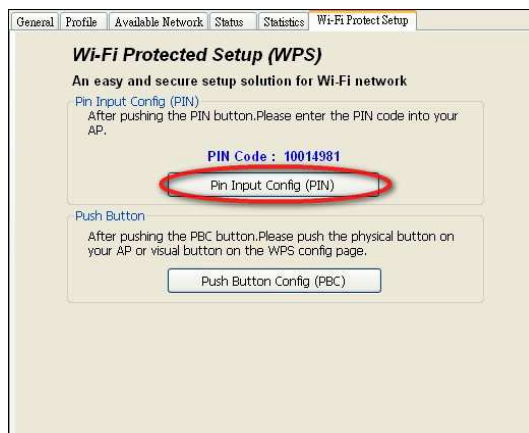 General Profile Available Network Status Statistics Wi-Fi Protect Setup
Wi-Fi Protected Setup (WPS)
An easy and secure setup solution for Wi-Fi network
Pin Input Config (PIN)
After pushing the PIN button.Please enter the PIN code into your
AP.
PIN Code : 10014981
Pin Input Config (PIN)
Push Button
After pushing the PBC button.Please push the physical button on
your AP or visual button on the WPS config page.
Push Button Config (PBC)